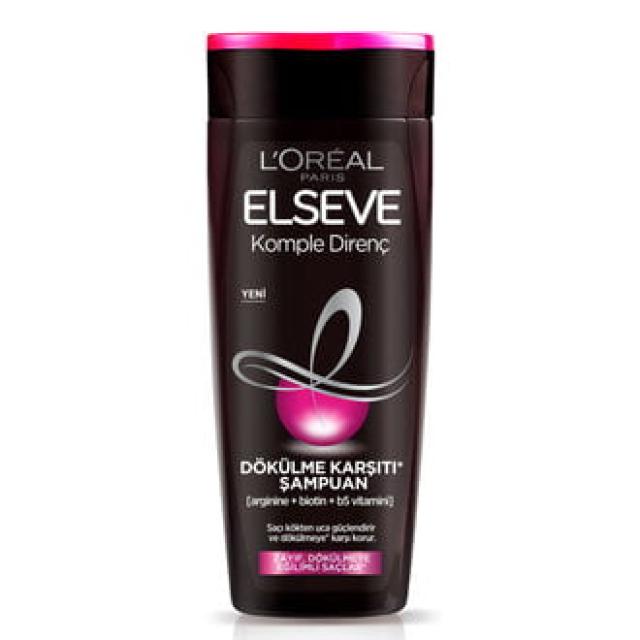 L'ORÉAL
PARIS
ELSEVE
Komple Direnç
YENİ
DÖKÜLME KARŞITI*
ŞAMPUAN
[arginine + biotin + b5 vitamini]
Saçı kökten uca güçlendirir
ve dökülmeye* karşı korur.
ZAYIF, DÖKÜLMEYE
EĞİLİMLİ SAÇLAR*